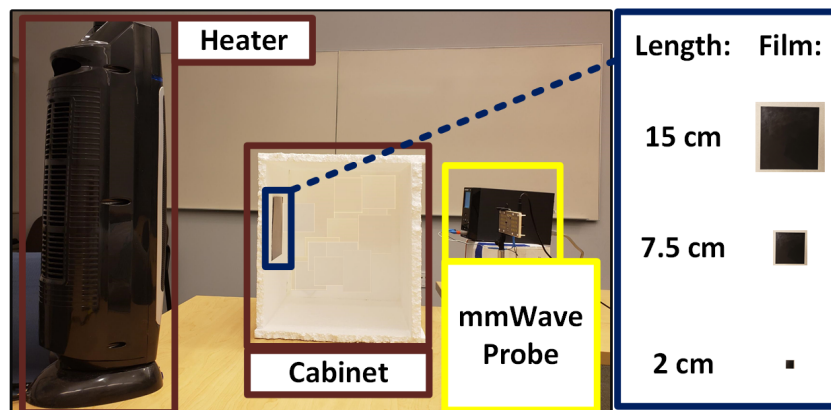 Heater
Cabinet
mmWave
Probe
Length: Film:
15 cm
7.5 cm
2 cm